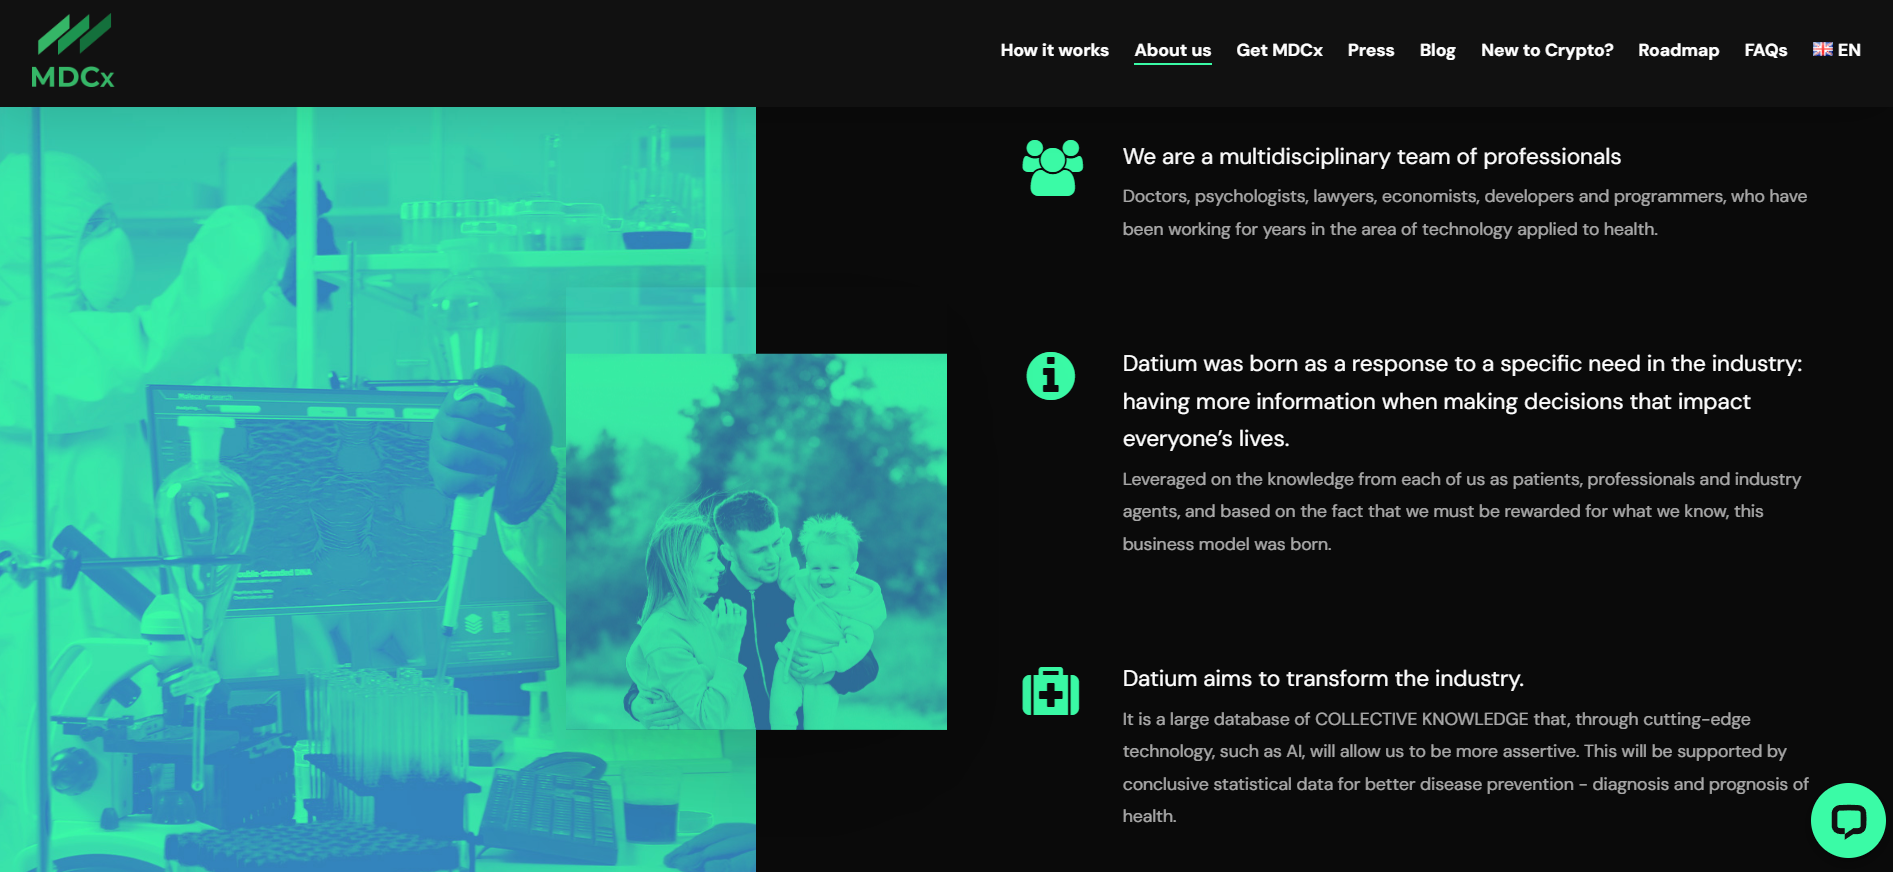 MDCx
How it works About us Get MDCx Press Blog New to Crypto? Roadmap FAQs EN
We are a multidisciplinary team of professionals
Doctors, psychologists, lawyers, economists, developers and programmers, who have
been working for years in the area of technology applied to health.
Datium was born as a response to a specific need in the industry:
having more information when making decisions that impact
everyone’s lives.
Leveraged on the knowledge from each of us as patients, professionals and industry
agents, and based on the fact that we must be rewarded for what we know, this
business model was born.
Datium aims to transform the industry.
It is a large database of COLLECTIVE KNOWLEDGE that, through cutting-edge
technology, such as AI, will allow us to be more assertive. This will be supported by
conclusive statistical data for better disease prevention - diagnosis and prognosis of
health.
Molecular search